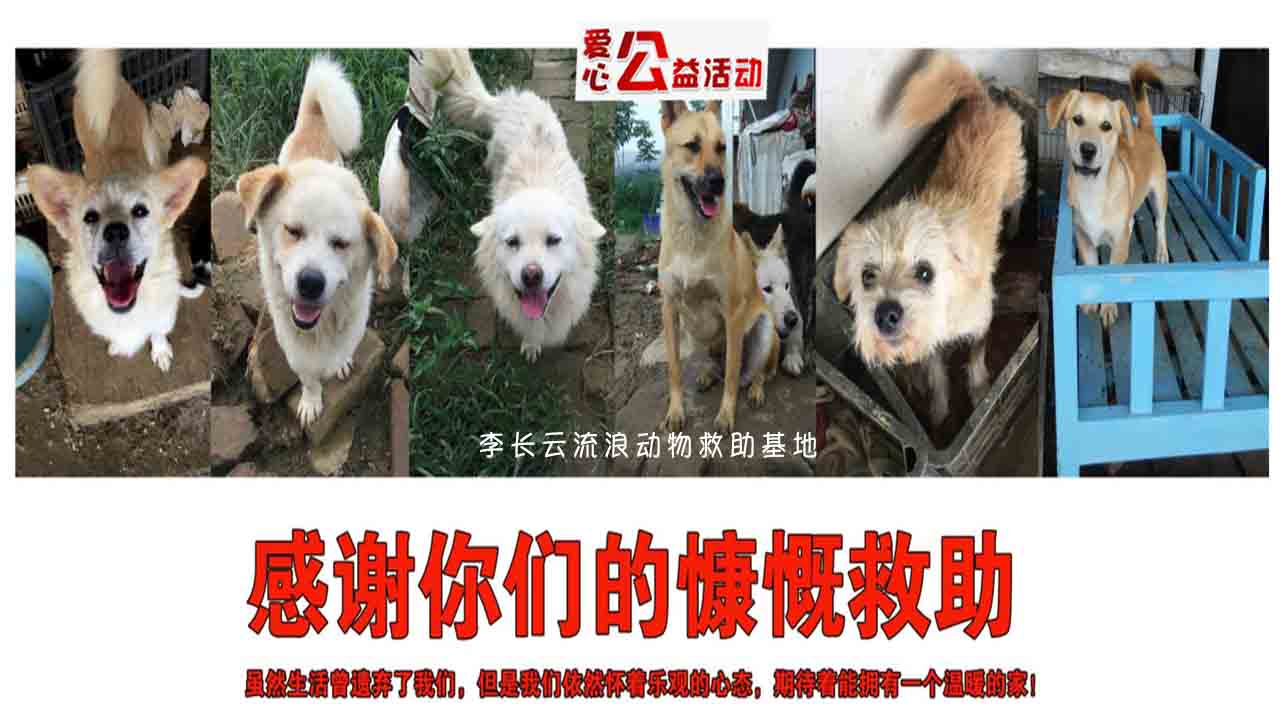 爱心公益活动
李长云流浪动物救助基地
感谢你们的慷慨救助
虽然生活曾遗弃了我们，但是我们依然怀着乐观的心态，期待着能拥有一个温暖的家！